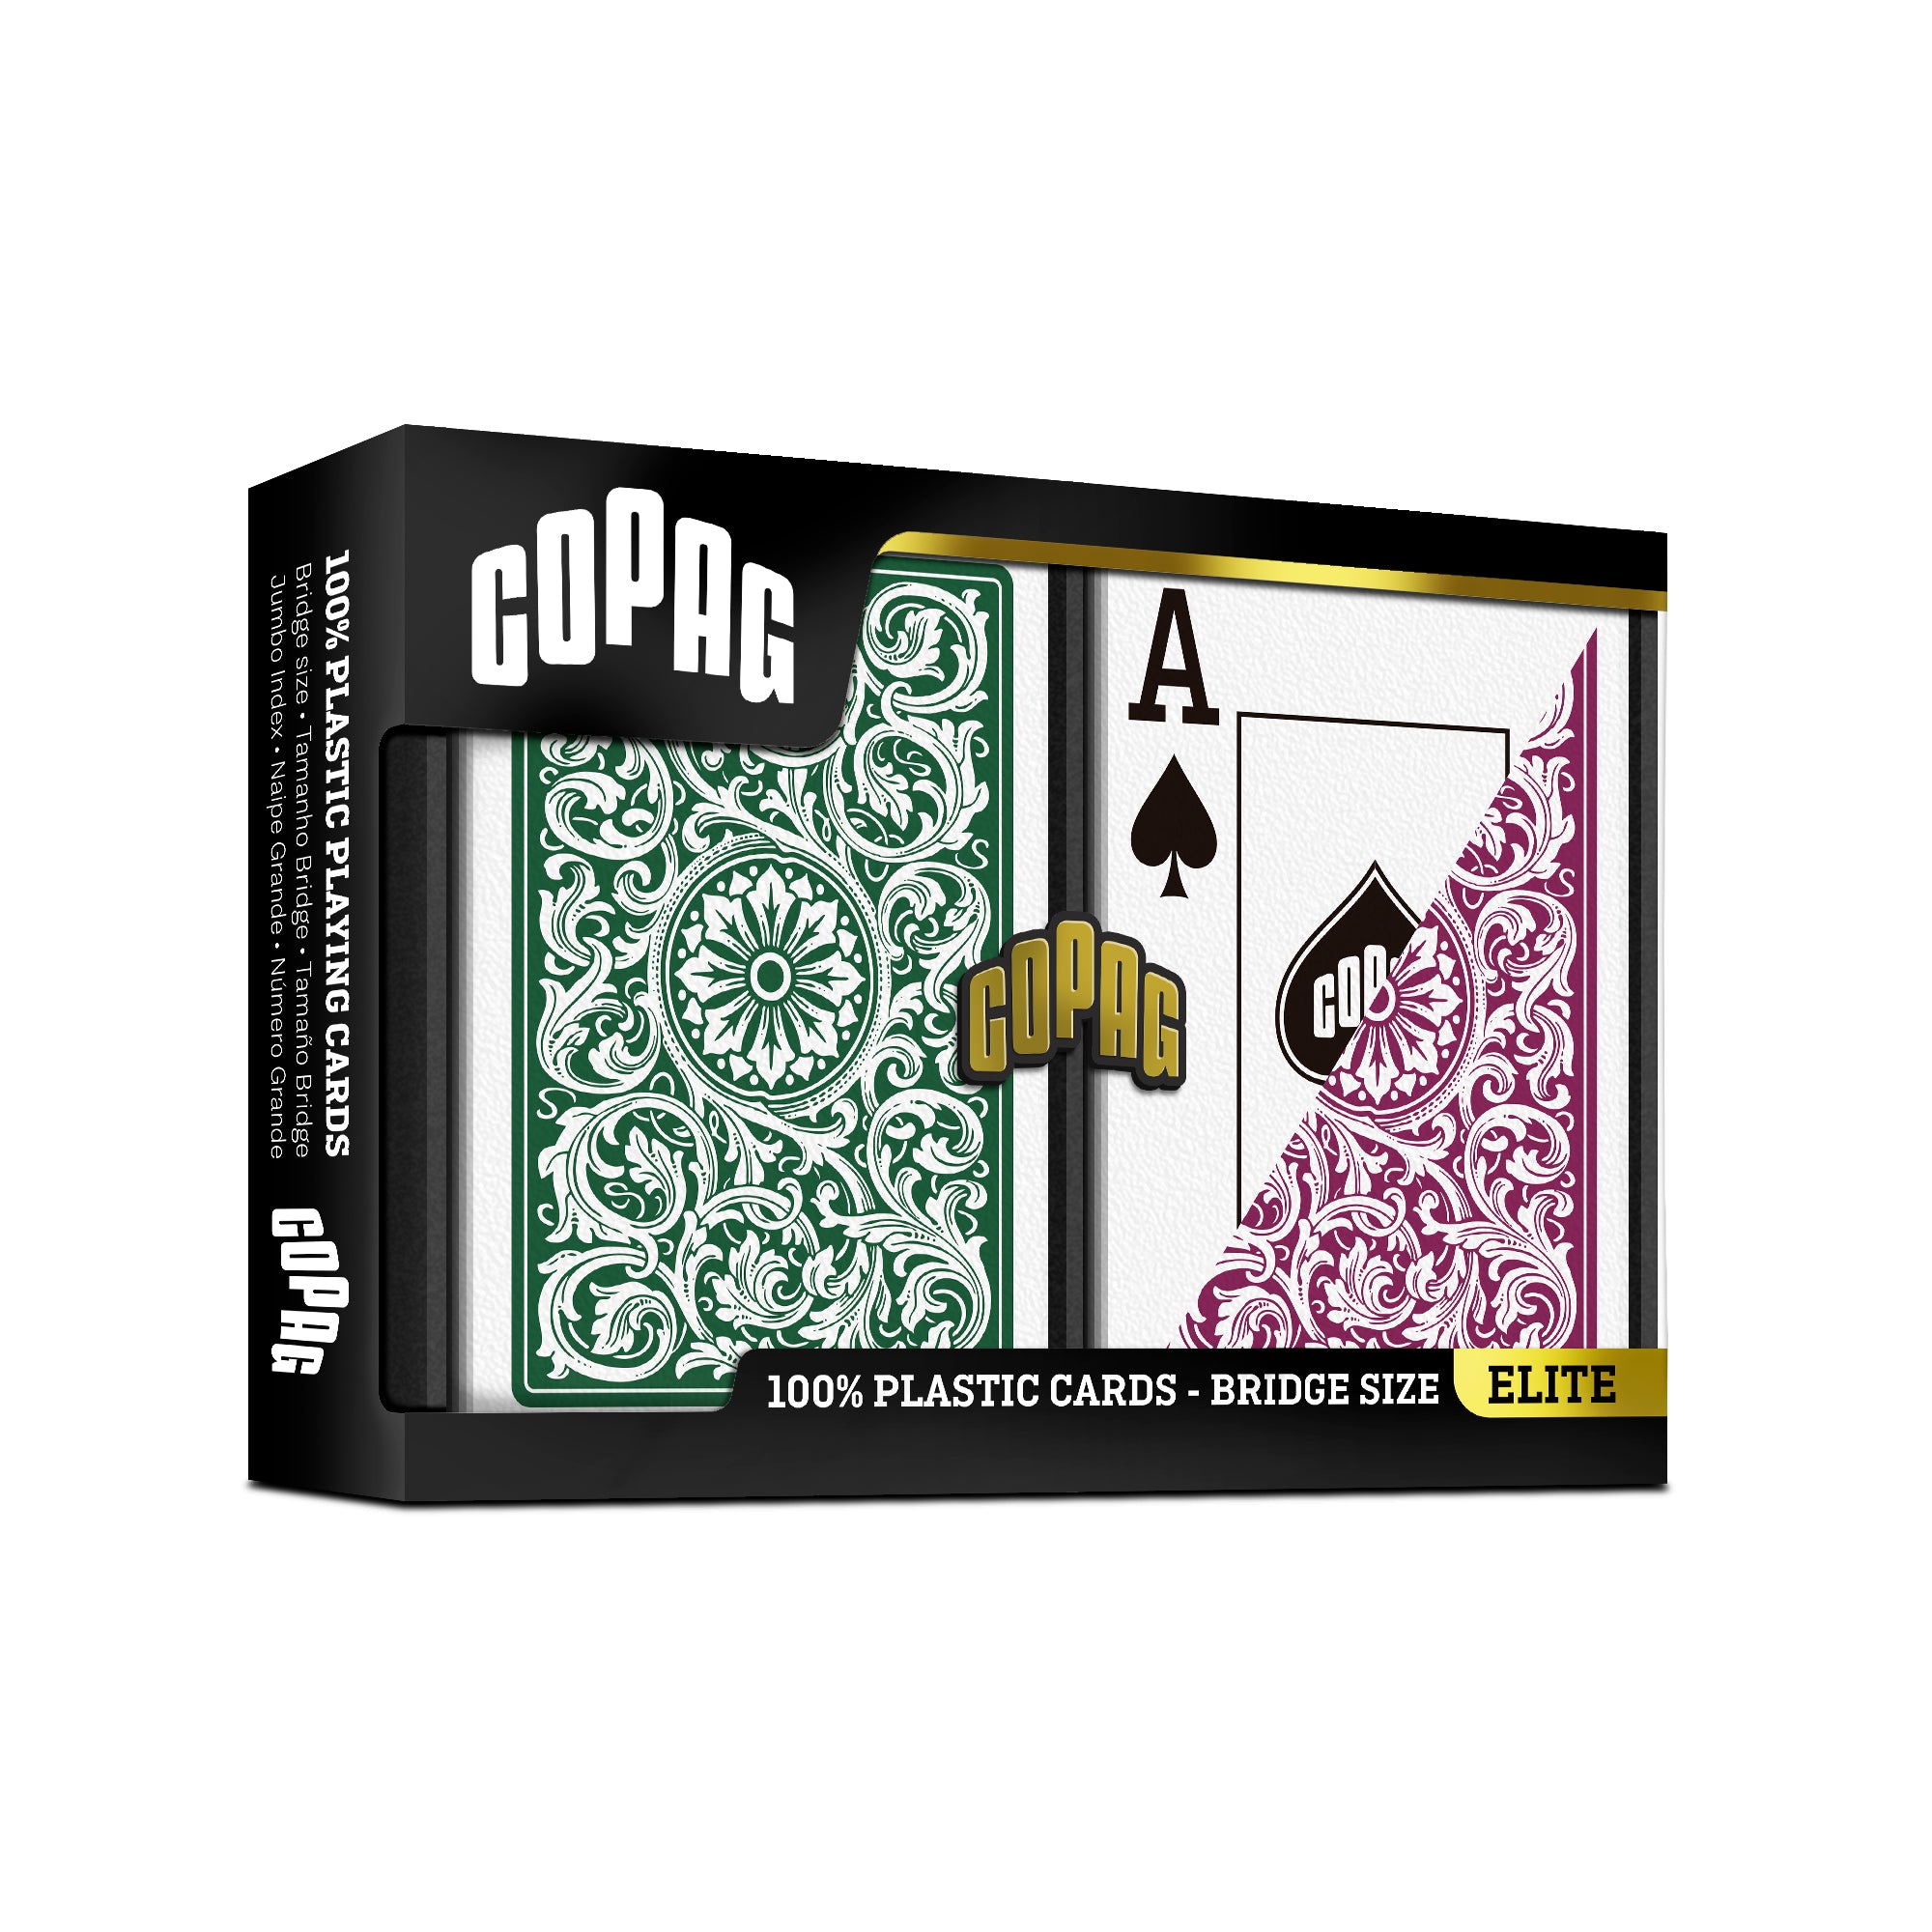 COPAG
A
COPAG
COP
100% PLASTIC CARDS - BRIDGE SIZE
ELITE
100% PLASTIC PLAYING CARDS
Bridge size • Tamanho Bridge • Tamaño Bridge
Jumbo Index • Naipe Grande • Número Grande
COPAG